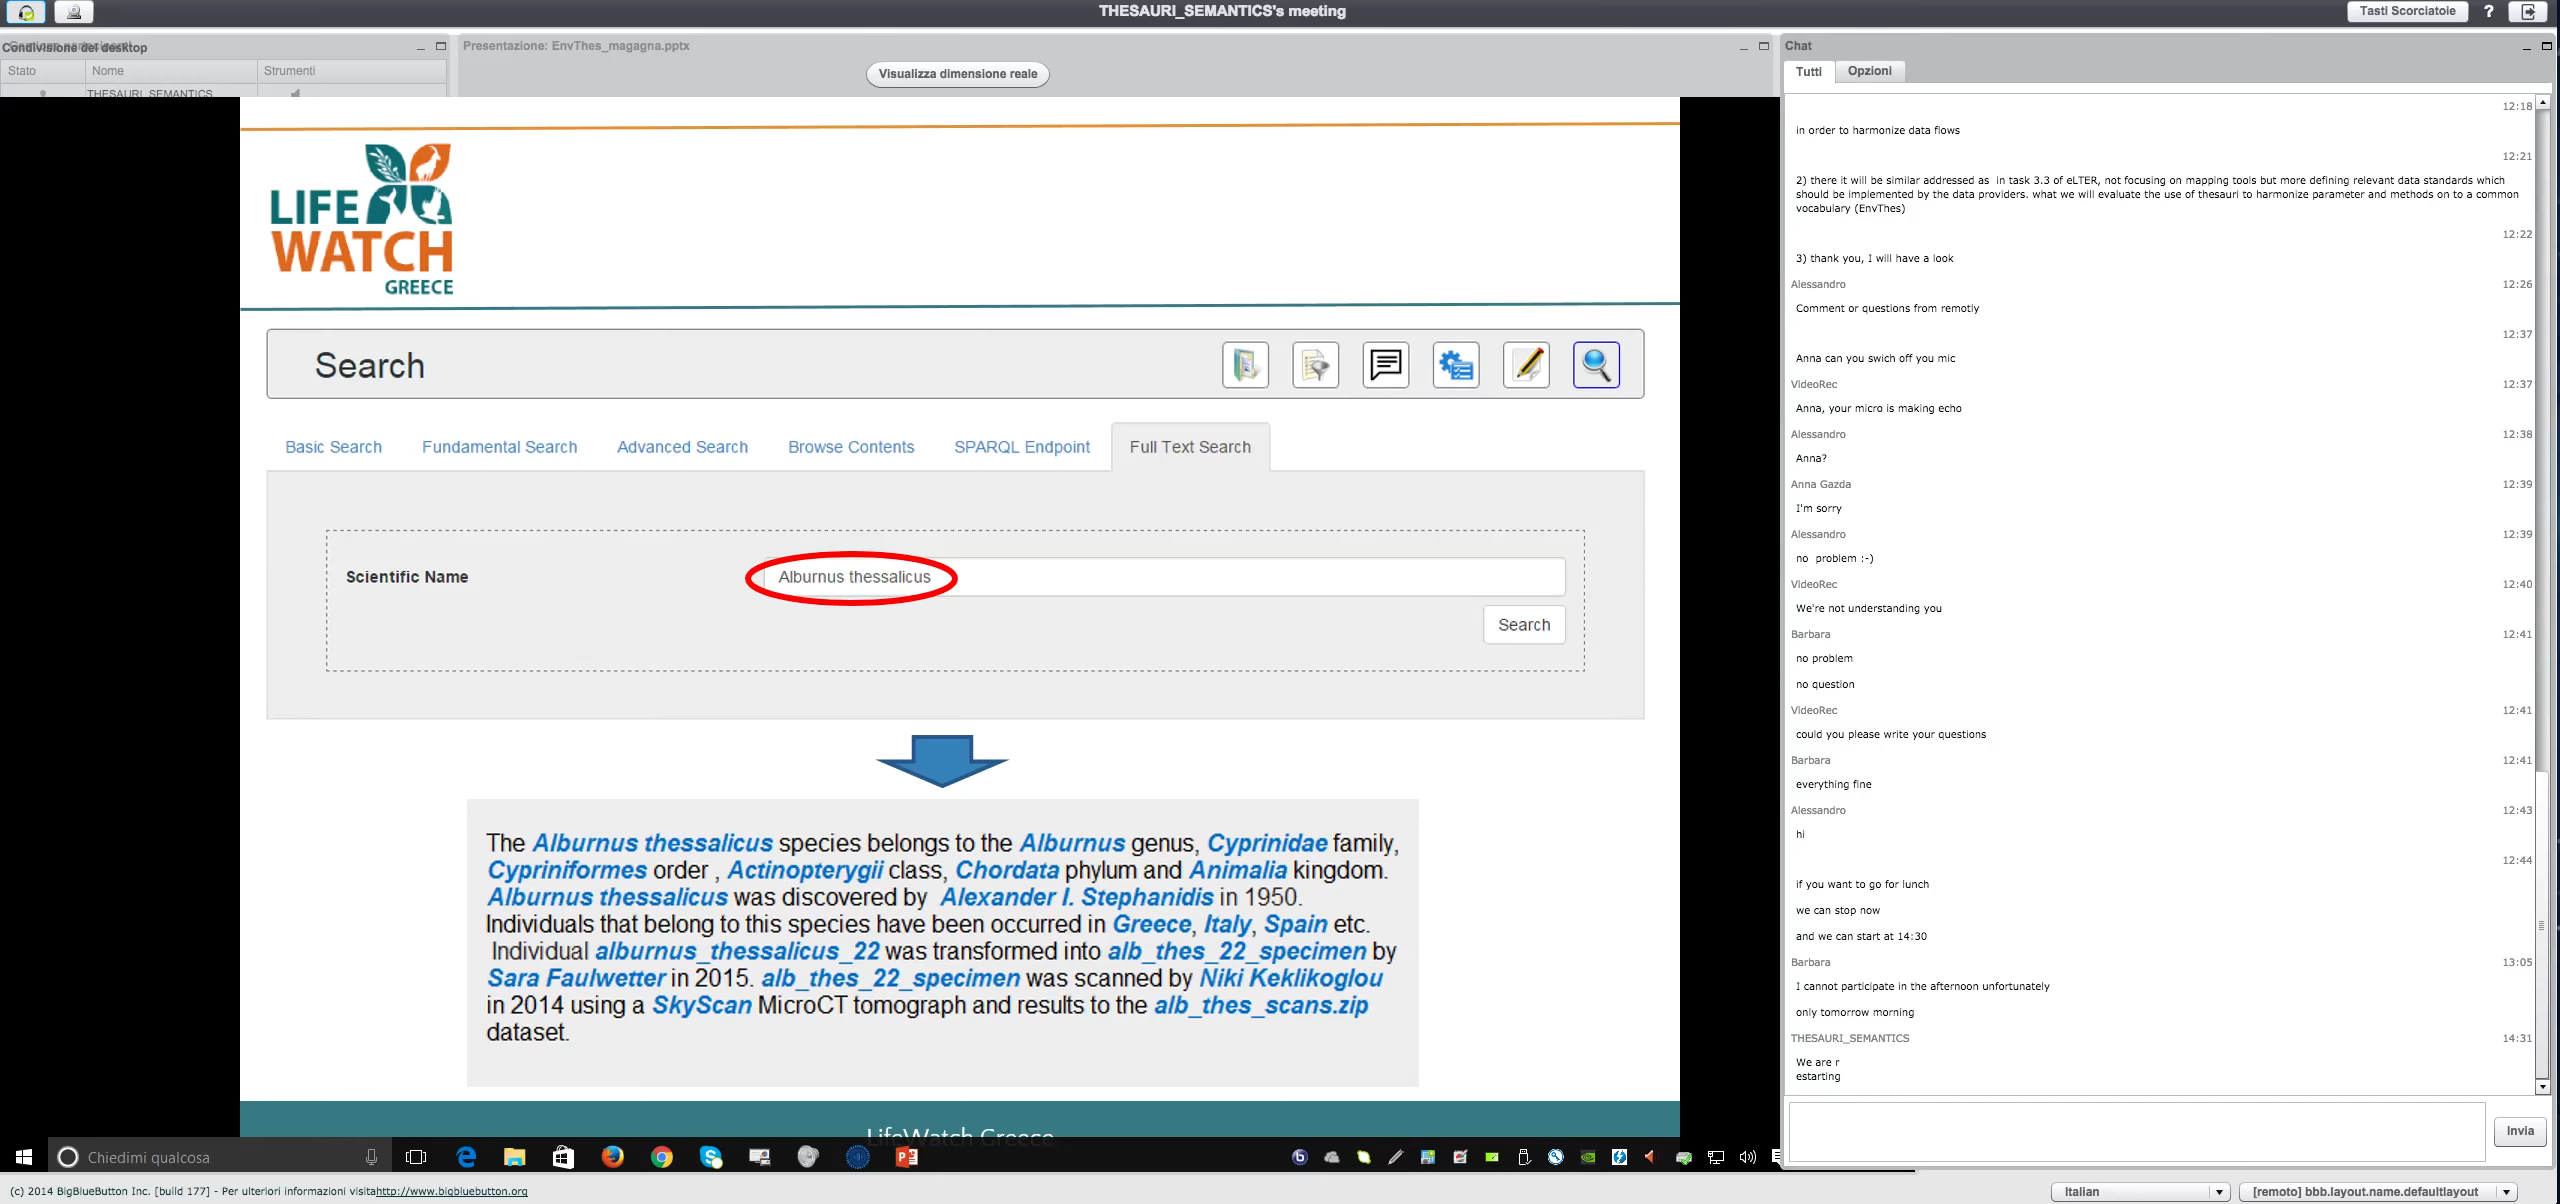 THESAURI_SEMANTICS's meeting
Tasti Scorciatoie
?
Condivisione del desktop
Stato
Nome
Strumenti
THESAURI_SEMANTICS
Presentazione: EnvThes_magagna.pptx
Visualizza dimensione reale
LIFE
WATCH
GREECE
Search
Basic Search
Fundamental Search
Advanced Search
Browse Contents
SPARQL Endpoint
Full Text Search
Scientific Name
Alburnus thessalicus
Search
The Alburnus thessalicus species belongs to the Alburnus genus, Cyprinidae family,
Cypriniformes order , Actinopterygii class, Chordata phylum and Animalia kingdom.
Alburnus thessalicus was discovered by Alexander I. Stephanidis in 1950.
Individuals that belong to this species have been occurred in Greece, Italy, Spain etc.
Individual alburnus_thessalicus_22 was transformed into alb_thes_22_specimen by
Sara Faulwetter in 2015. alb_thes_22_specimen was scanned by Niki Keklikoglou
in 2014 using a SkyScan MicroCT tomograph and results to the alb_thes_scans.zip
dataset.
LifeWatch Greece
Chiedimi qualcosa
Chat
Tutti
Opzioni
12:18
in order to harmonize data flows
12:21
2) there it will be similar addressed as in task 3.3 of eLTER, not focusing on mapping tools but more defining relevant data standards which
should be implemented by the data providers. what we will evaluate the use of thesauri to harmonize parameter and methods on to a common
vocabulary (EnvThes)
12:22
3) thank you, I will have a look
Alessandro 12:26
Comment or questions from remotly
12:37
Anna can you swich off you mic
VideoRec 12:37
Anna, your micro is making echo
Alessandro 12:38
Anna?
Anna Gazda 12:39
I'm sorry
Alessandro 12:39
no problem :-)
VideoRec 12:40
We're not understanding you
Barbara 12:41
no problem
no question
VideoRec 12:41
could you please write your questions
Barbara 12:41
everything fine
Alessandro 12:43
hi
12:44
if you want to go for lunch
we can stop now
and we can start at 14:30
Barbara 13:05
I cannot participate in the afternoon unfortunately
only tomorrow morning
THESAURI_SEMANTICS 14:31
We are r
estarting
Invia
(c) 2014 BigBlueButton Inc. [build 177] - Per ulteriori informazioni visitahttp://www.bigbluebutton.org
Italian
[remoto] bbb.layout.name.defaultlayout